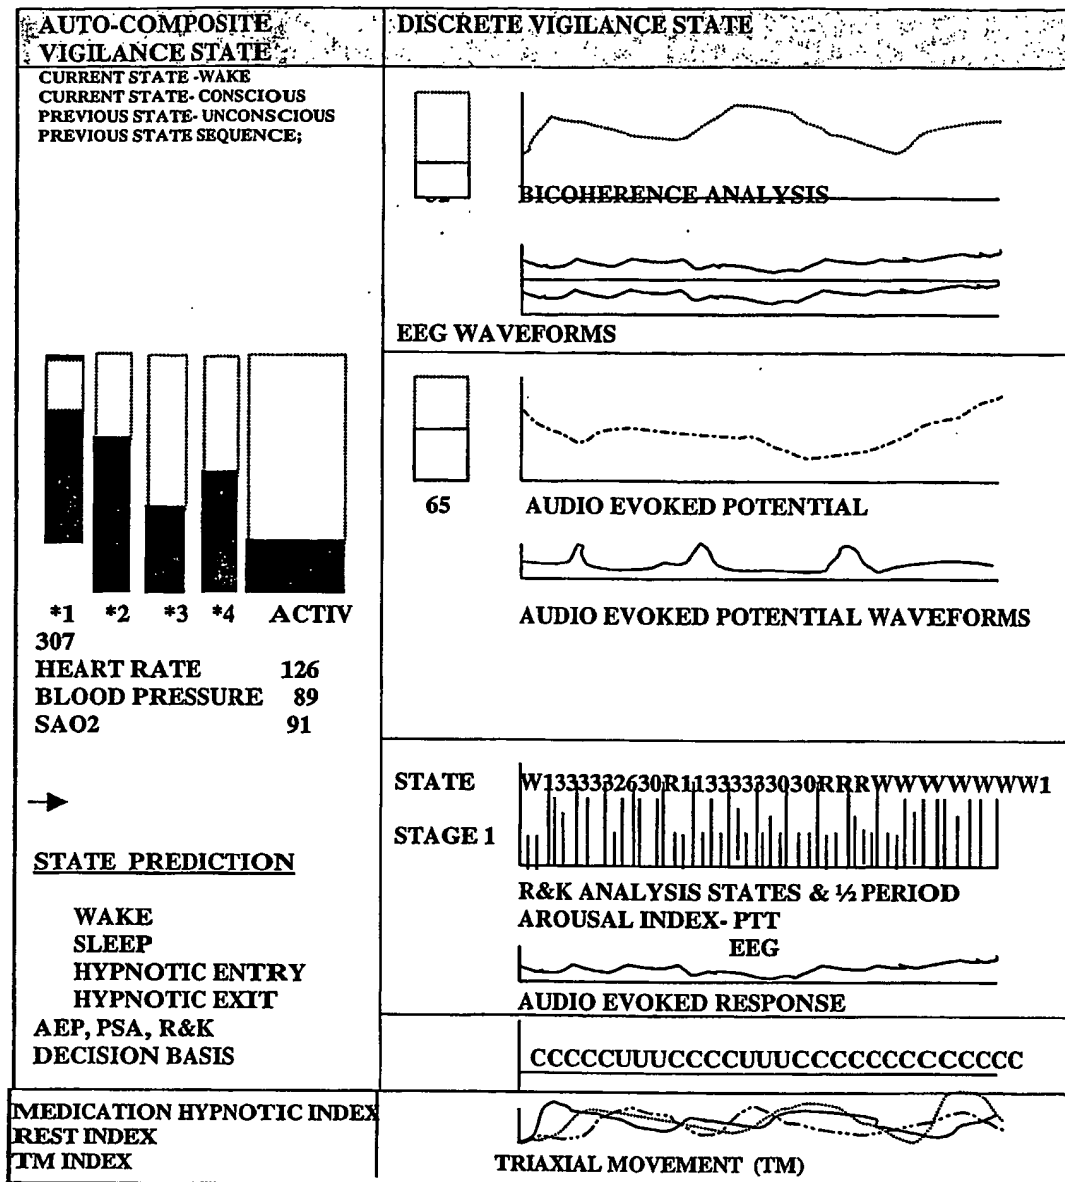 AUTO-COMPOSITE
VIGILANCE STATE
CURRENT STATE -WAKE
CURRENT STATE- CONSCIOUS
PREVIOUS STATE- UNCONSCIOUS
PREVIOUS STATE SEQUENCE;
*1 *2 *3 *4 ACTIV
307
HEART RATE 126
BLOOD PRESSURE 89
SAO2 91
STATE PREDICTION
WAKE
SLEEP
HYPNOTIC ENTRY
HYPNOTIC EXIT
AEP, PSA, R&K
DECISION BASIS
MEDICATION HYPNOTIC INDEX
REST INDEX
TM INDEX
DISCRETE VIGILANCE STATE
BICOHERENCE ANALYSIS
EEG WAVEFORMS
65
AUDIO EVOKED POTENTIAL
AUDIO EVOKED POTENTIAL WAVEFORMS
STATE W1333332630R11333333030RRRWWWWWWWW1
STAGE 1
R&K ANALYSIS STATES & ½ PERIOD
AROUSAL INDEX- PTT
EEG
AUDIO EVOKED RESPONSE
CCCCCUUUCCCCUUUCCCCCCCCCCCCCC
TRIAXIAL MOVEMENT (TM)